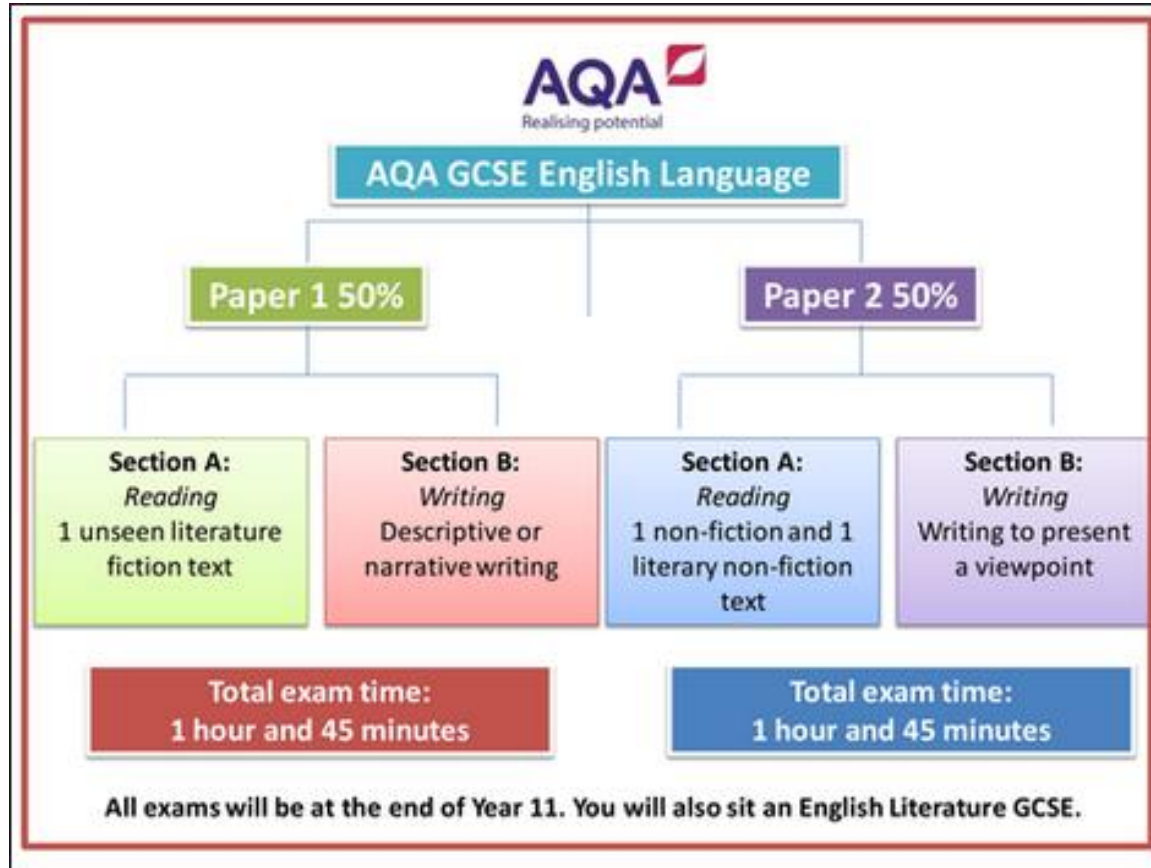 AQA
Realising potential
AQA GCSE English Language
Paper 1 50%
Paper 2 50%
Section A:
Reading
1 unseen literature
fiction text
Section B:
Writing
Descriptive or
narrative writing
Section A:
Reading
1 non-fiction and 1
literary non-fiction
text
Section B:
Writing
Writing to present
a viewpoint
Total exam time:
1 hour and 45 minutes
Total exam time:
1 hour and 45 minutes
All exams will be at the end of Year 11. You will also sit an English Literature GCSE.